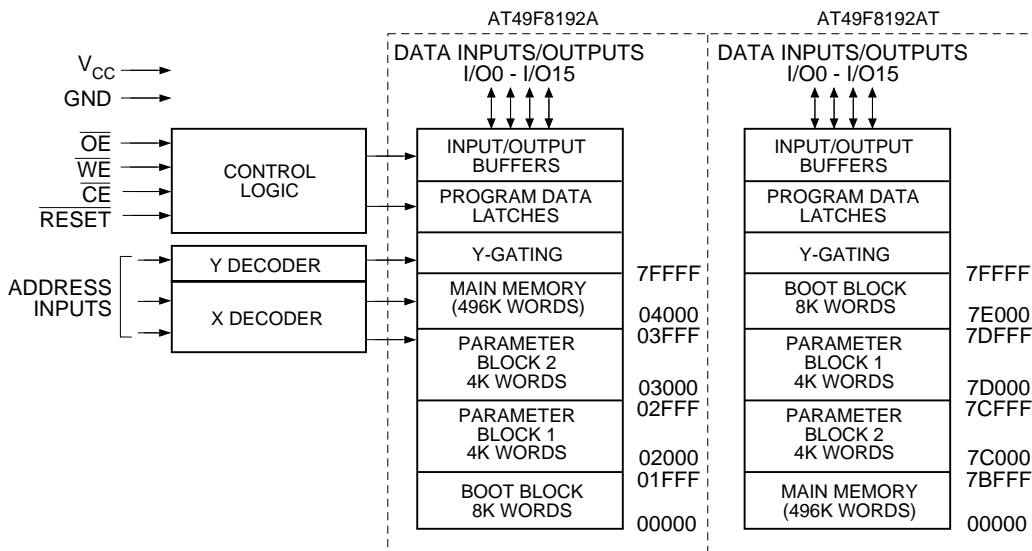 AT49F8192A
AT49F8192AT
DATA INPUTS/OUTPUTS
I/O0 - I/O15
DATA INPUTS/OUTPUTS
I/O0 - I/O15
VCC
GND
OE
WE
CE
RESET
CONTROL
LOGIC
ADDRESS
INPUTS
Y DECODER
X DECODER
INPUT/OUTPUT
BUFFERS
PROGRAM DATA
LATCHES
Y-GATING
7FFFF
MAIN MEMORY
(496K WORDS)
04000
03FFF
PARAMETER
BLOCK 2
4K WORDS
03000
02FFF
PARAMETER
BLOCK 1
4K WORDS
02000
01FFF
BOOT BLOCK
8K WORDS
00000
INPUT/OUTPUT
BUFFERS
PROGRAM DATA
LATCHES
Y-GATING
7FFFF
BOOT BLOCK
8K WORDS
7E000
7DFFF
PARAMETER
BLOCK 1
4K WORDS
7D000
7CFFF
PARAMETER
BLOCK 2
4K WORDS
7C000
7BFFF
MAIN MEMORY
(496K WORDS)
00000